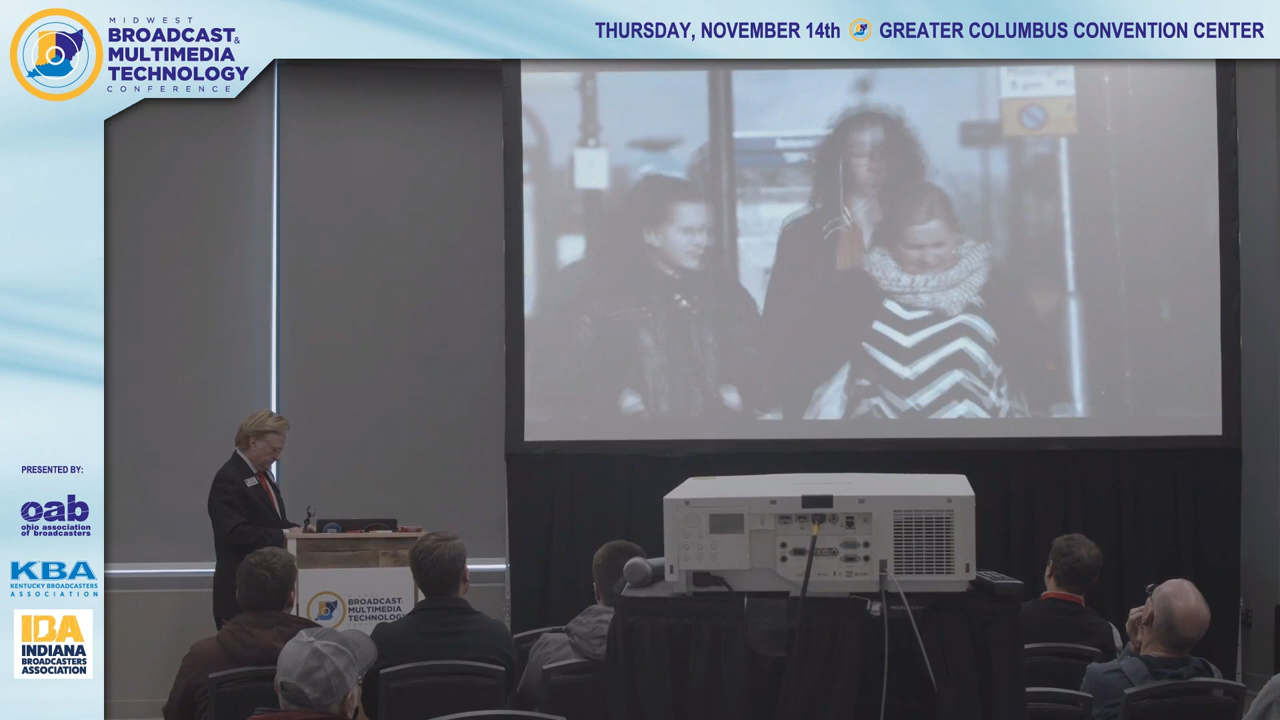 MIDWEST
BROADCAST&
MULTIMEDIA
TECHNOLOGY
CONFERENCE
THURSDAY, NOVEMBER 14th
GREATER COLUMBUS CONVENTION CENTER
PRESENTED BY:
oab
ohio association
of broadcasters
KBA
KENTUCKY BROADCASTERS
ASSOCIATION
IBA
INDIANA
BROADCASTERS
ASSOCIATION
MIDWEST
BROADCAST&
MULTIMEDIA
TECHNOLOGY